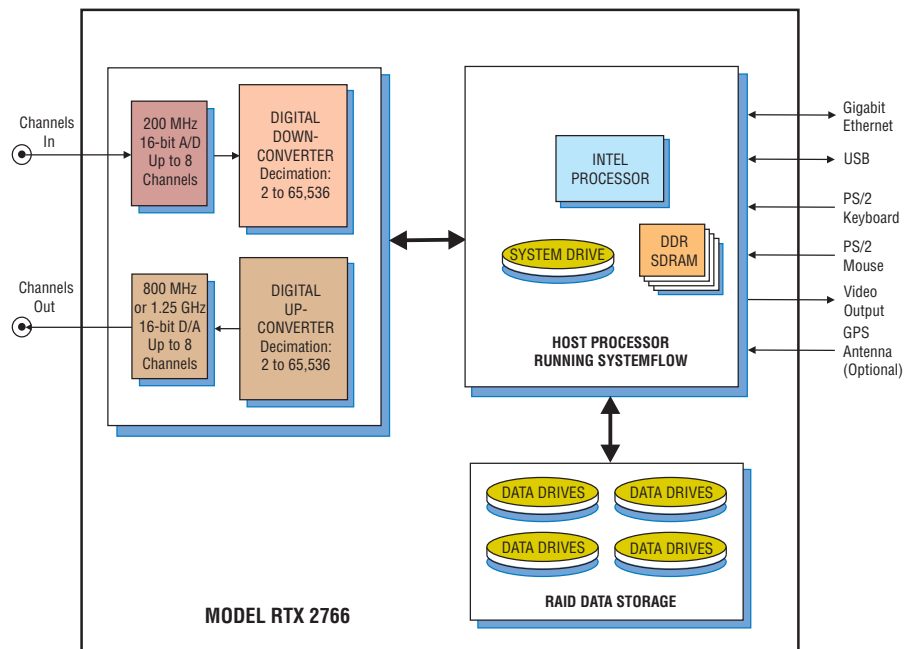 Channels
In
200 MHz
16-bit A/D
Up to 8
Channels
DIGITAL
DOWN-
CONVERTER
Decimation:
2 to 65,536
Channels
Out
800 MHz
or 1.25 GHz
16-bit D/A
Up to 8
Channels
DIGITAL
UP-
CONVERTER
Decimation:
2 to 65,536
INTEL
PROCESSOR
SYSTEM DRIVE
DDR
SDRAM
HOST PROCESSOR
RUNNING SYSTEMFLOW
Gigabit
Ethernet
USB
PS/2
Keyboard
PS/2
Mouse
Video
Output
GPS
Antenna
(Optional)
DATA DRIVES
DATA DRIVES
DATA DRIVES
DATA DRIVES
RAID DATA STORAGE
MODEL RTX 2766